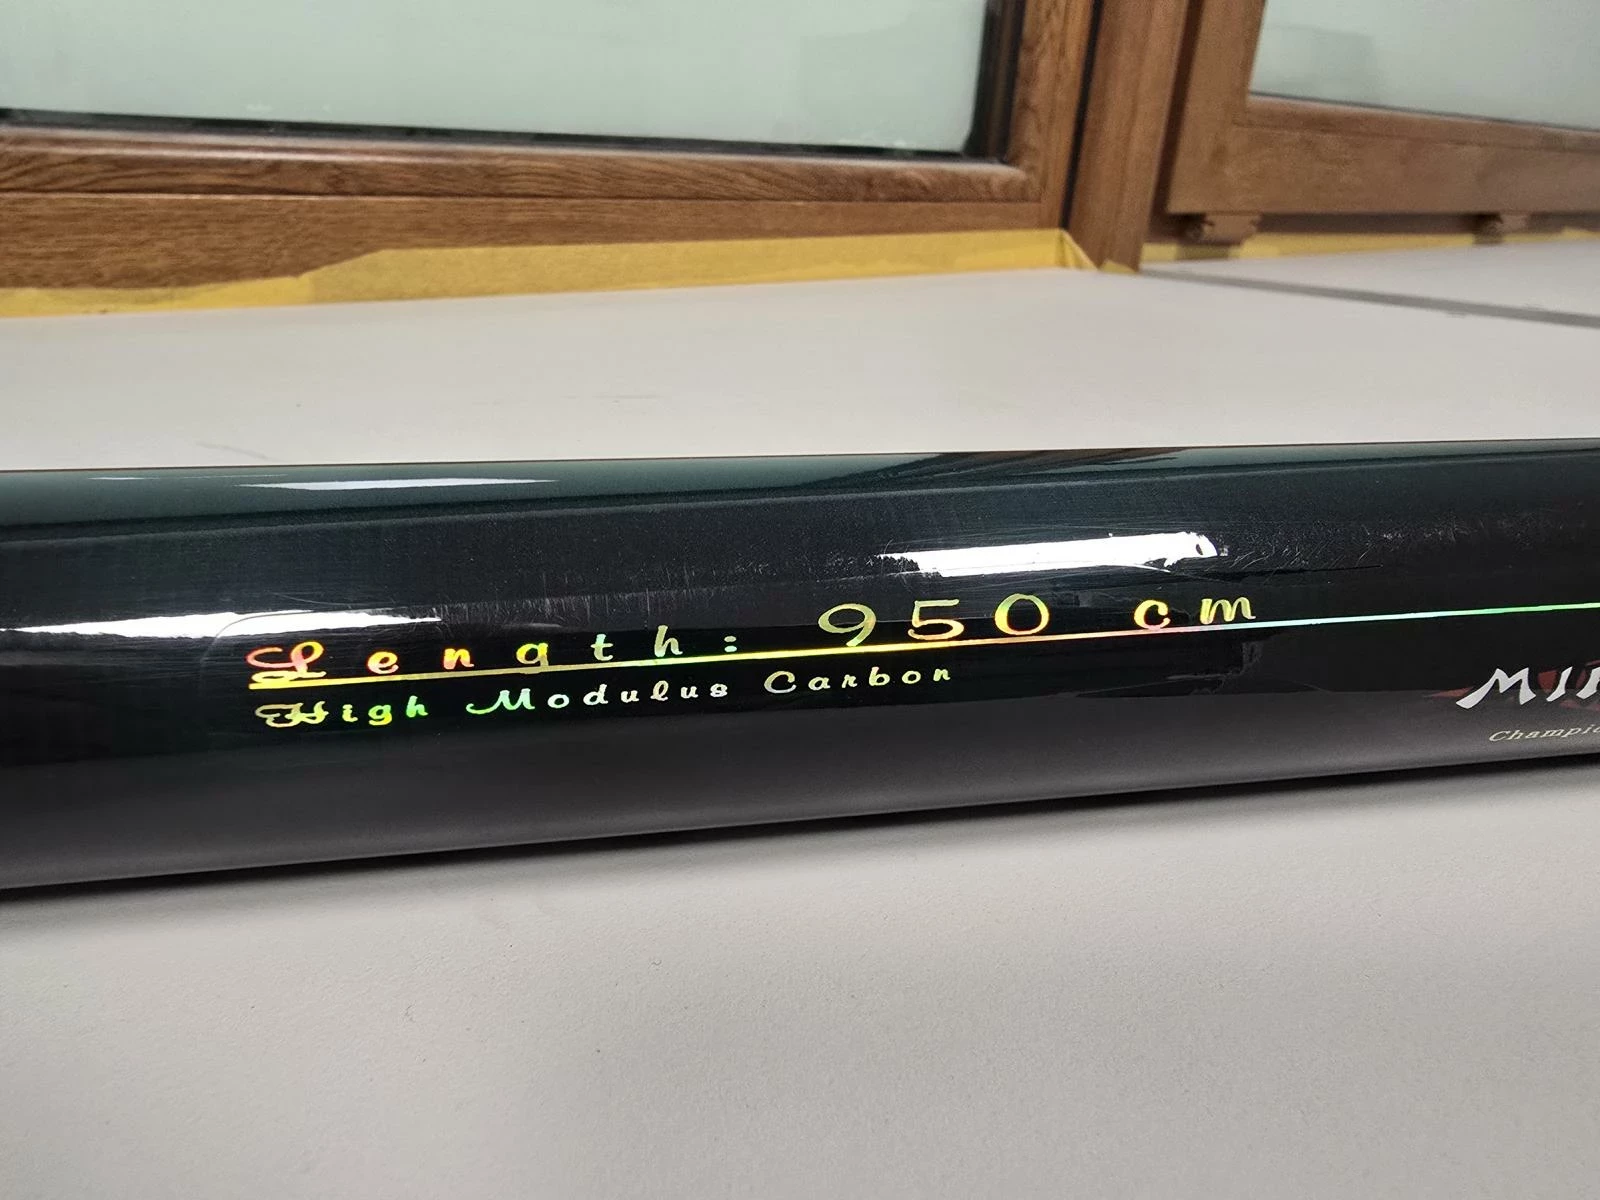 Length: 950 cm
High Modulus Carbon